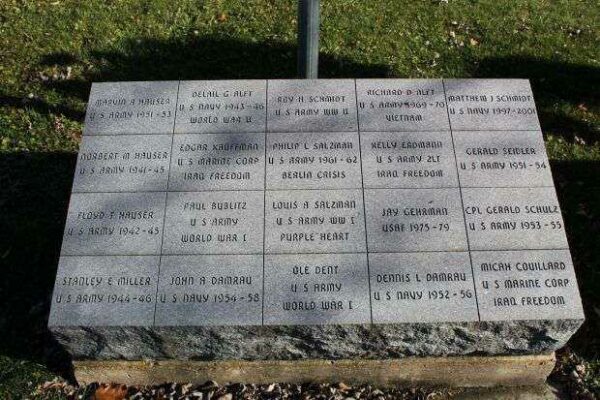 MARVIN A HAUSER
U S ARMY 1951-53
DELAIL G ALFT
U S NAVY 1943-46
WORLD WAR II
ROY H SCHMIDT
U S ARMY WW II
RICHARD D ALFT
U S ARMY 1969-70
VIETNAM
MATTHEW J SCHMIDT
U S NAVY 1997-2001
NORBERT M HAUSER
U S ARMY 1941-45
EDGAR KAUFFMAN
U S MARINE CORP
IRAQ FREEDOM
PHILIP L SALZMAN
U S ARMY 1961-62
BERLIN CRISIS
KELLY ERDMANN
U S ARMY 2LT
IRAQ FREEDOM
GERALD SEIDLER
U S ARMY 1951-54
FLOYD F HAUSER
U S ARMY 1942-45
PAUL BUBLITZ
U S ARMY
WORLD WAR I
LOUIS A SALZMAN
U S ARMY WW I
PURPLE HEART
JAY GEHRMAN
USAF 1975-79
CPL GERALD SCHULZ
U S ARMY 1953-55
STANLEY E MILLER
U S ARMY 1944-46
JOHN A DAMRAU
U S NAVY 1954-58
OLE DENT
U S ARMY
WORLD WAR I
DENNIS L DAMRAU
U S NAVY 1952-56
MICAH COUILLARD
U S MARINE CORP
IRAQ FREEDOM